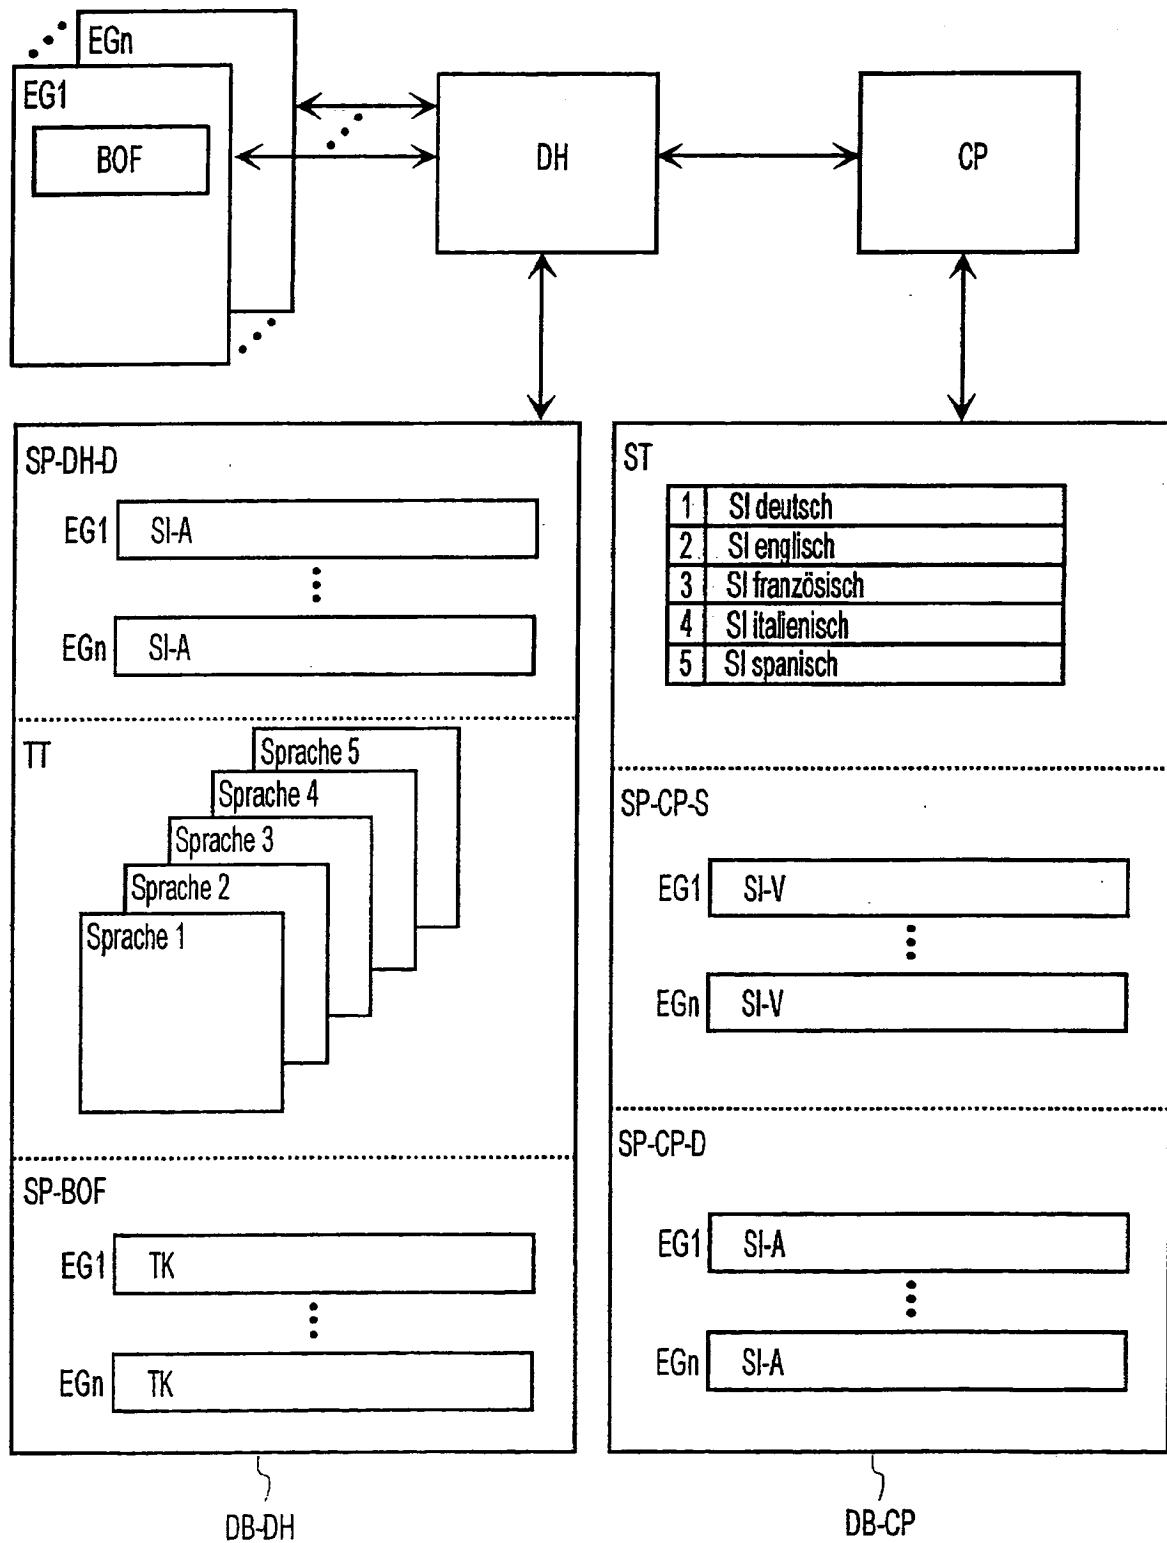 EGn
EG1
BOF
DH
CP
SP-DH-D
EG1 SI-A
EGn SI-A
TT
Sprache 5
Sprache 4
Sprache 3
Sprache 2
Sprache 1
SP-BOF
EG1 TK
EGn TK
DB-DH
ST
1 SI deutsch
2 SI englisch
3 SI französisch
4 SI italienisch
5 SI spanisch
SP-CP-S
EG1 SI-V
EGn SI-V
SP-CP-D
EG1 SI-A
EGn SI-A
DB-CP